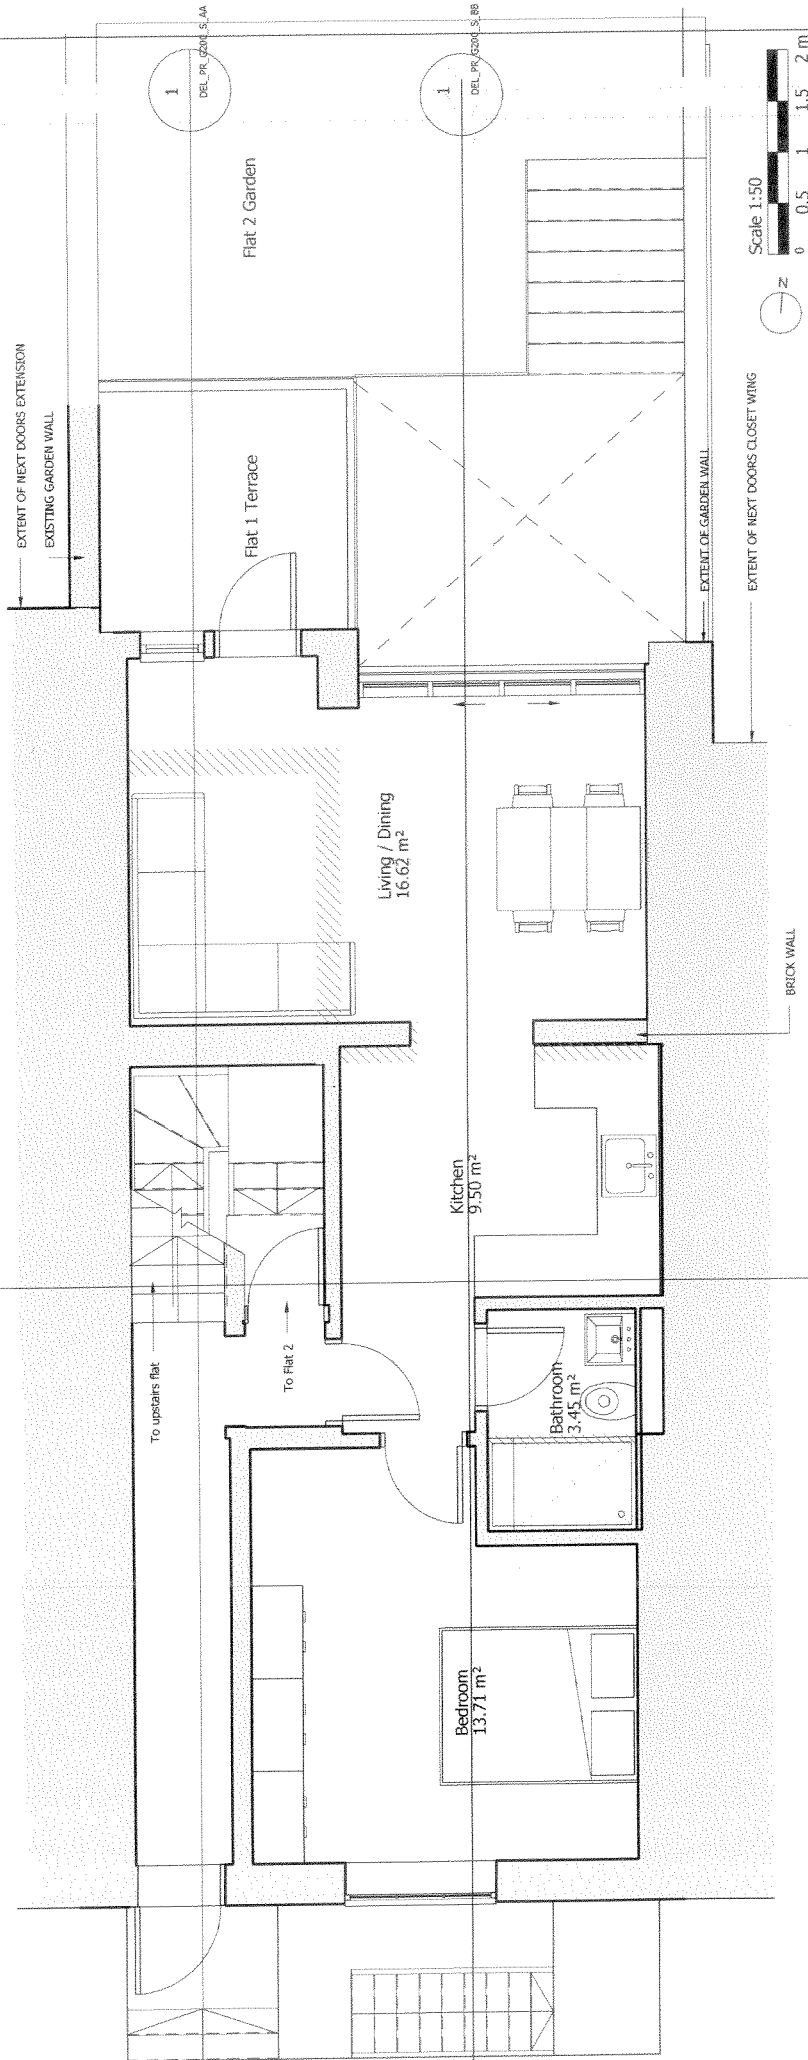 EXTENT OF NEXT DOORS EXTENSION
EXISTING GARDEN WALL
1
DEL_PR_G200_S_AA
1
DEL_PR_G200_S_BB
Flat 2 Garden
Scale 1:50
0 0.5 1 1.5 2 m
N
Flat 1 Terrace
EXTENT OF GARDEN WALL
EXTENT OF NEXT DOORS CLOSET WING
Living / Dining
16.62 m²
BRICK WALL
Kitchen
9.50 m²
To upstairs flat
To Flat 2
Bathroom
3.45 m²
Bedroom
13.71 m²